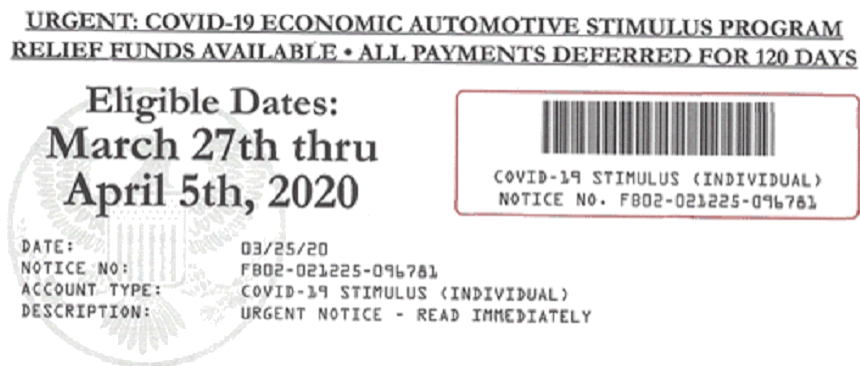 URGENT: COVID-19 ECONOMIC AUTOMOTIVE STIMULUS PROGRAM
RELIEF FUNDS AVAILABLE • ALL PAYMENTS DEFERRED FOR 120 DAYS
Eligible Dates:
March 27th thru
April 5th, 2020
COVID-19 STIMULUS (INDIVIDUAL)
NOTICE NO. FB02-021225-096781
DATE: 03/25/20
NOTICE NO: FB02-021225-096781
ACCOUNT TYPE: COVID-19 STIMULUS (INDIVIDUAL)
DESCRIPTION: URGENT NOTICE - READ IMMEDIATELY